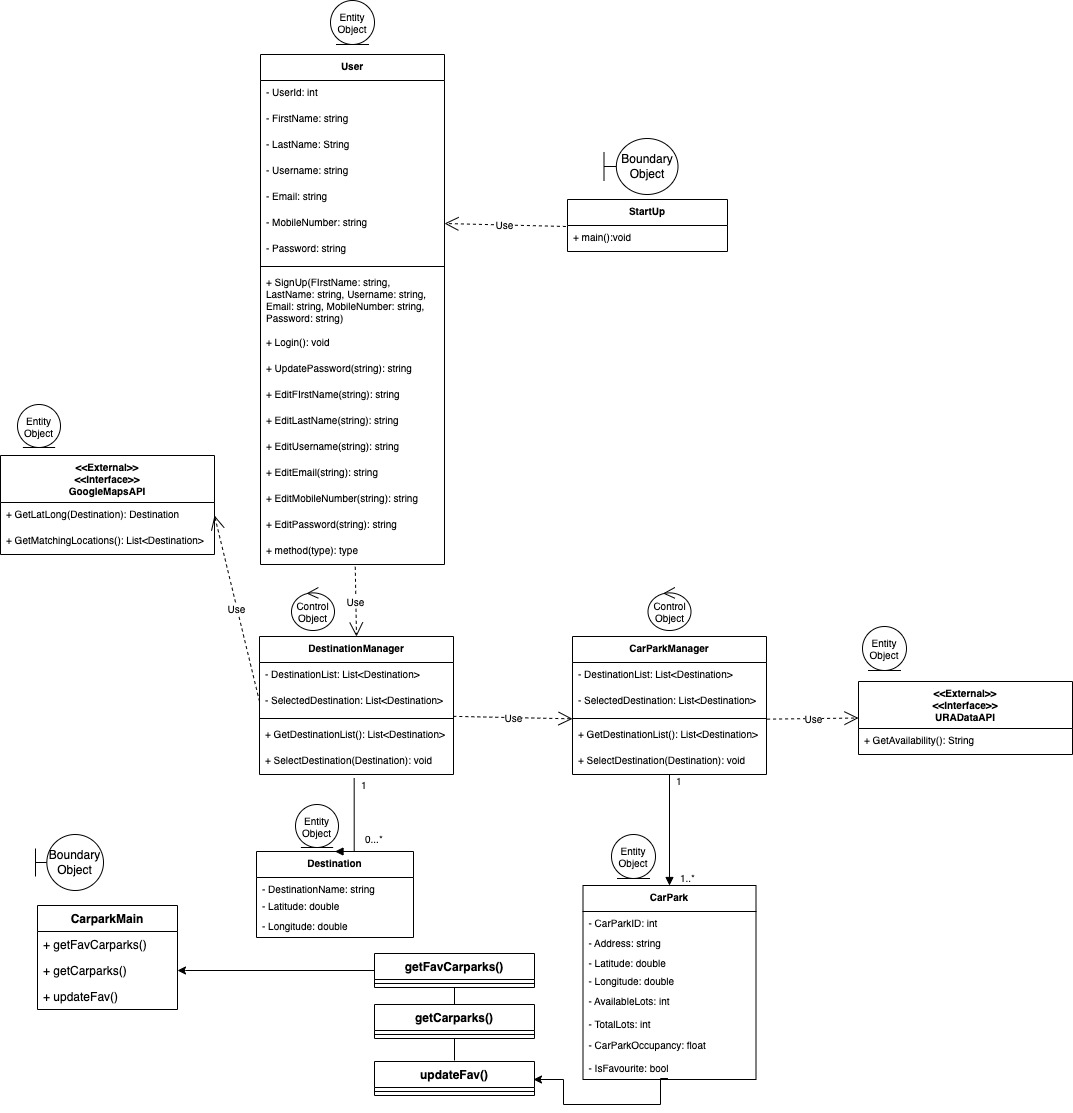 Entity
Object
User
- UserId: int
- FirstName: string
- LastName: String
- Username: string
- Email: string
- MobileNumber: string
- Password: string
+ SignUp(FIrstName: string,
LastName: string, Username: string,
Email: string, MobileNumber: string,
Password: string)
+ Login(): void
+ UpdatePassword(string): string
+ EditFIrstName(string): string
+ EditLastName(string): string
+ EditUsername(string): string
+ EditEmail(string): string
+ EditMobileNumber(string): string
+ EditPassword(string): string
+ method(type): type
Boundary
Object
StartUp
+ main():void
Use
Entity
Object
<<External>>
<<Interface>>
GoogleMapsAPI
+ GetLatLong(Destination): Destination
+ GetMatchingLocations(): List<Destination>
Use
Use
Control
Object
DestinationManager
- DestinationList: List<Destination>
- SelectedDestination: List<Destination>
+ GetDestinationList(): List<Destination>
+ SelectDestination(Destination): void
Use
Control
Object
CarParkManager
- DestinationList: List<Destination>
- SelectedDestination: List<Destination>
+ GetDestinationList(): List<Destination>
+ SelectDestination(Destination): void
Use
Entity
Object
<<External>>
<<Interface>>
URADataAPI
+ GetAvailability(): String
1
0...*
Entity
Object
Destination
- DestinationName: string
- Latitude: double
- Longitude: double
1
1..*
Entity
Object
CarPark
- CarParkID: int
- Address: string
- Latitude: double
- Longitude: double
- AvailableLots: int
- TotalLots: int
- CarParkOccupancy: float
- IsFavourite: bool
Boundary
Object
CarparkMain
+ getFavCarparks()
+ getCarparks()
+ updateFav()
getFavCarparks()
getCarparks()
updateFav()